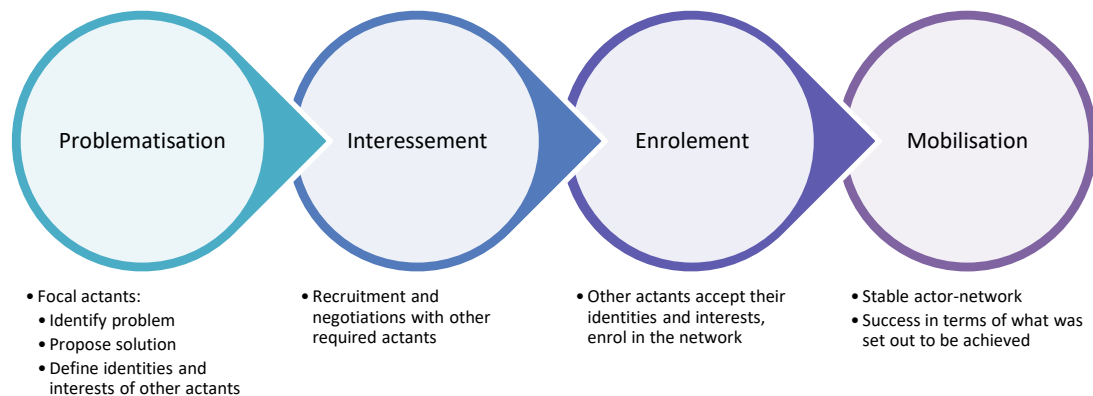 Problematisation
Interessement
Enrolement
Mobilisation
• Focal actants:
• Identify problem
• Propose solution
• Define identities and
interests of other actants
• Recruitment and
negotiations with other
required actants
• Other actants accept their
identities and interests,
enrol in the network
• Stable actor-network
• Success in terms of what was
set out to be achieved